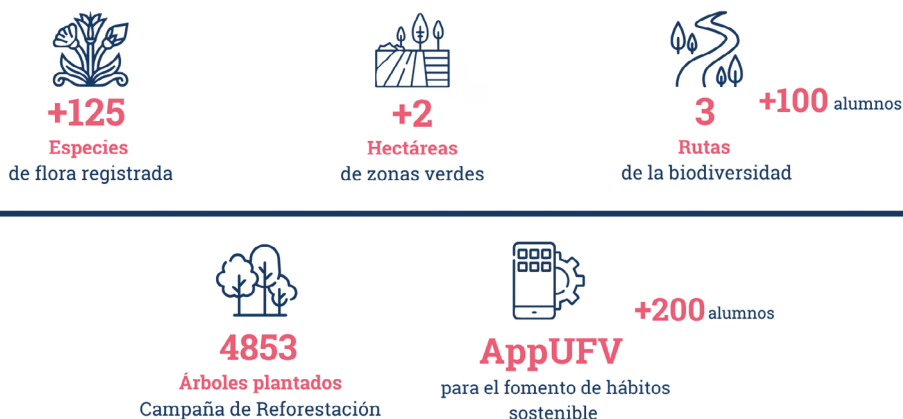 +125
Especies
de flora registrada
+2
Hectáreas
de zonas verdes
3
Rutas
de la biodiversidad
+100 alumnos
4853
Árboles plantados
Campaña de Reforestación
AppUFV
para el fomento de hábitos
sostenible
+200 alumnos